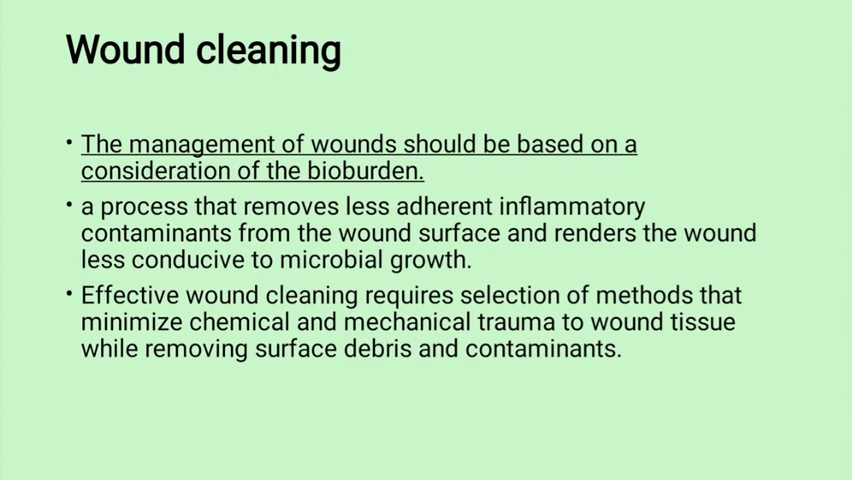 Wound cleaning
• The management of wounds should be based on a
consideration of the bioburden.
• a process that removes less adherent inflammatory
contaminants from the wound surface and renders the wound
less conducive to microbial growth.
• Effective wound cleaning requires selection of methods that
minimize chemical and mechanical trauma to wound tissue
while removing surface debris and contaminants.